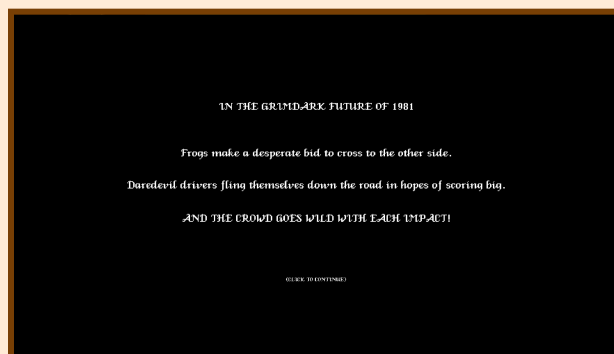 IN THE GRIMDARK FUTURE OF 1981
Frogs make a desperate bid to cross to the other side.
Daredevil drivers fling themselves down the road in hopes of scoring big.
AND THE CROWD GOES WILD WITH EACH IMPACT!
(CLICK TO CONTINUE)